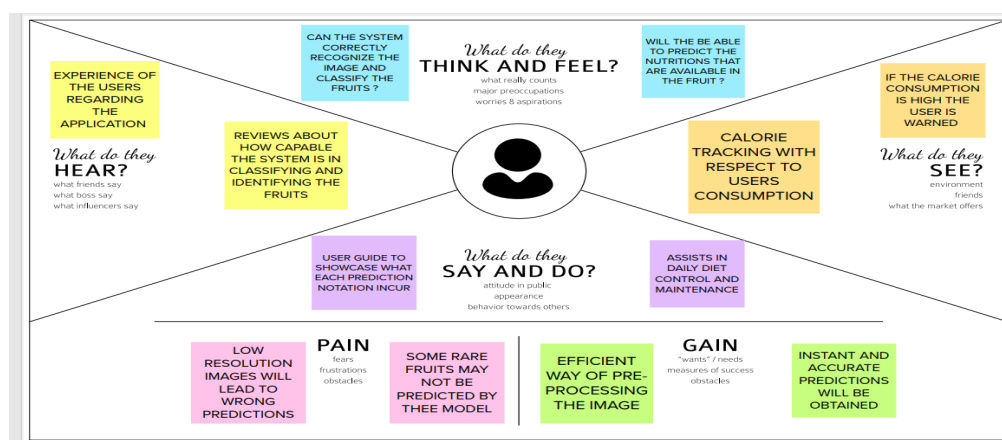 CAN THE SYSTEM
CORRECTLY
RECOGNIZE THE
IMAGE AND
CLASSIFY THE
FRUITS ?
What do they
THINK AND FEEL?
what really counts
major preoccupations
worries & aspirations
WILL THE BE ABLE
TO PREDICT THE
NUTRITIONS THAT
ARE AVAILABLE IN
THE FRUIT ?
EXPERIENCE OF
THE USERS
REGARDING
THE
APPLICATION
What do they
HEAR?
what friends say
what boss say
what influencers say
REVIEWS ABOUT
HOW CAPABLE
THE SYSTEM IS IN
CLASSIFYING AND
IDENTIFYING THE
FRUITS
CALORIE
TRACKING WITH
RESPECT TO
USERS
CONSUMPTION
IF THE CALORIE
CONSUMPTION
IS HIGH THE
USER IS
WARNED
What do they
SEE?
environment
friends
what the market offers
USER GUIDE TO
SHOWCASE WHAT
EACH PREDICTION
NOTATION INCUR
What do they
SAY AND DO?
attitude in public
appearance
behavior towards others
ASSISTS IN
DAILY DIET
CONTROL AND
MAINTENANCE
LOW
RESOLUTION
IMAGES WILL
LEAD TO
WRONG
PREDICTIONS
PAIN
fears
frustrations
obstacles
SOME RARE
FRUITS MAY
NOT BE
PREDICTED BY
THEE MODEL
EFFICIENT
WAY OF PRE-
PROCESSING
THE IMAGE
GAIN
"wants" / needs
measures of success
obstacles
INSTANT AND
ACCURATE
PREDICTIONS
WILL BE
OBTAINED